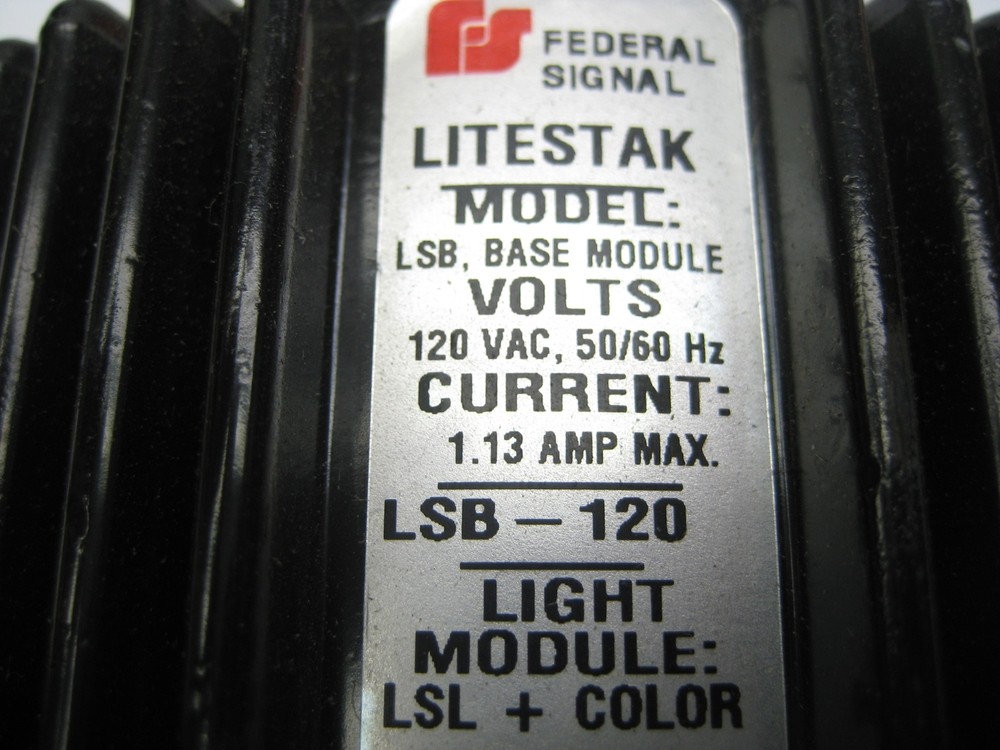 FEDERAL
SIGNAL
LITESTAK
MODEL:
LSB, BASE MODULE
VOLTS
120 VAC, 50/60 Hz
CURRENT:
1.13 AMP MAX.
LSB – 120
LIGHT
MODULE:
LSL + COLOR